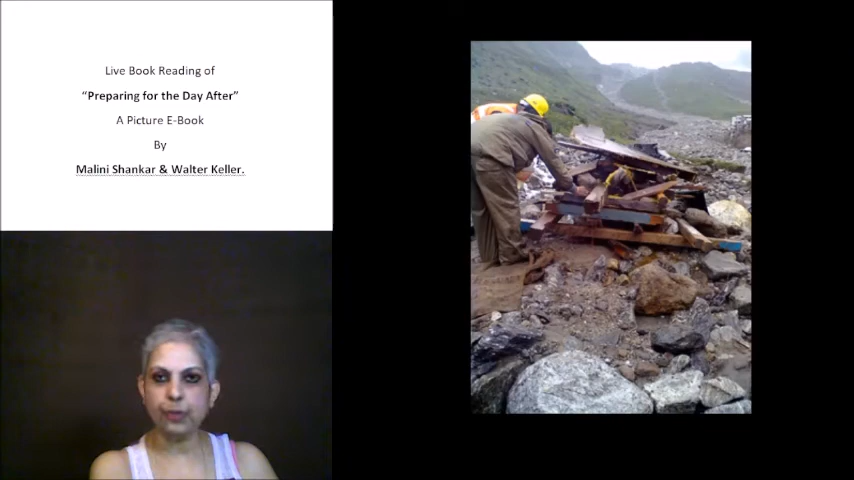 Live Book Reading of
“Preparing for the Day After”
A Picture E-Book
By
Malini Shankar & Walter Keller.